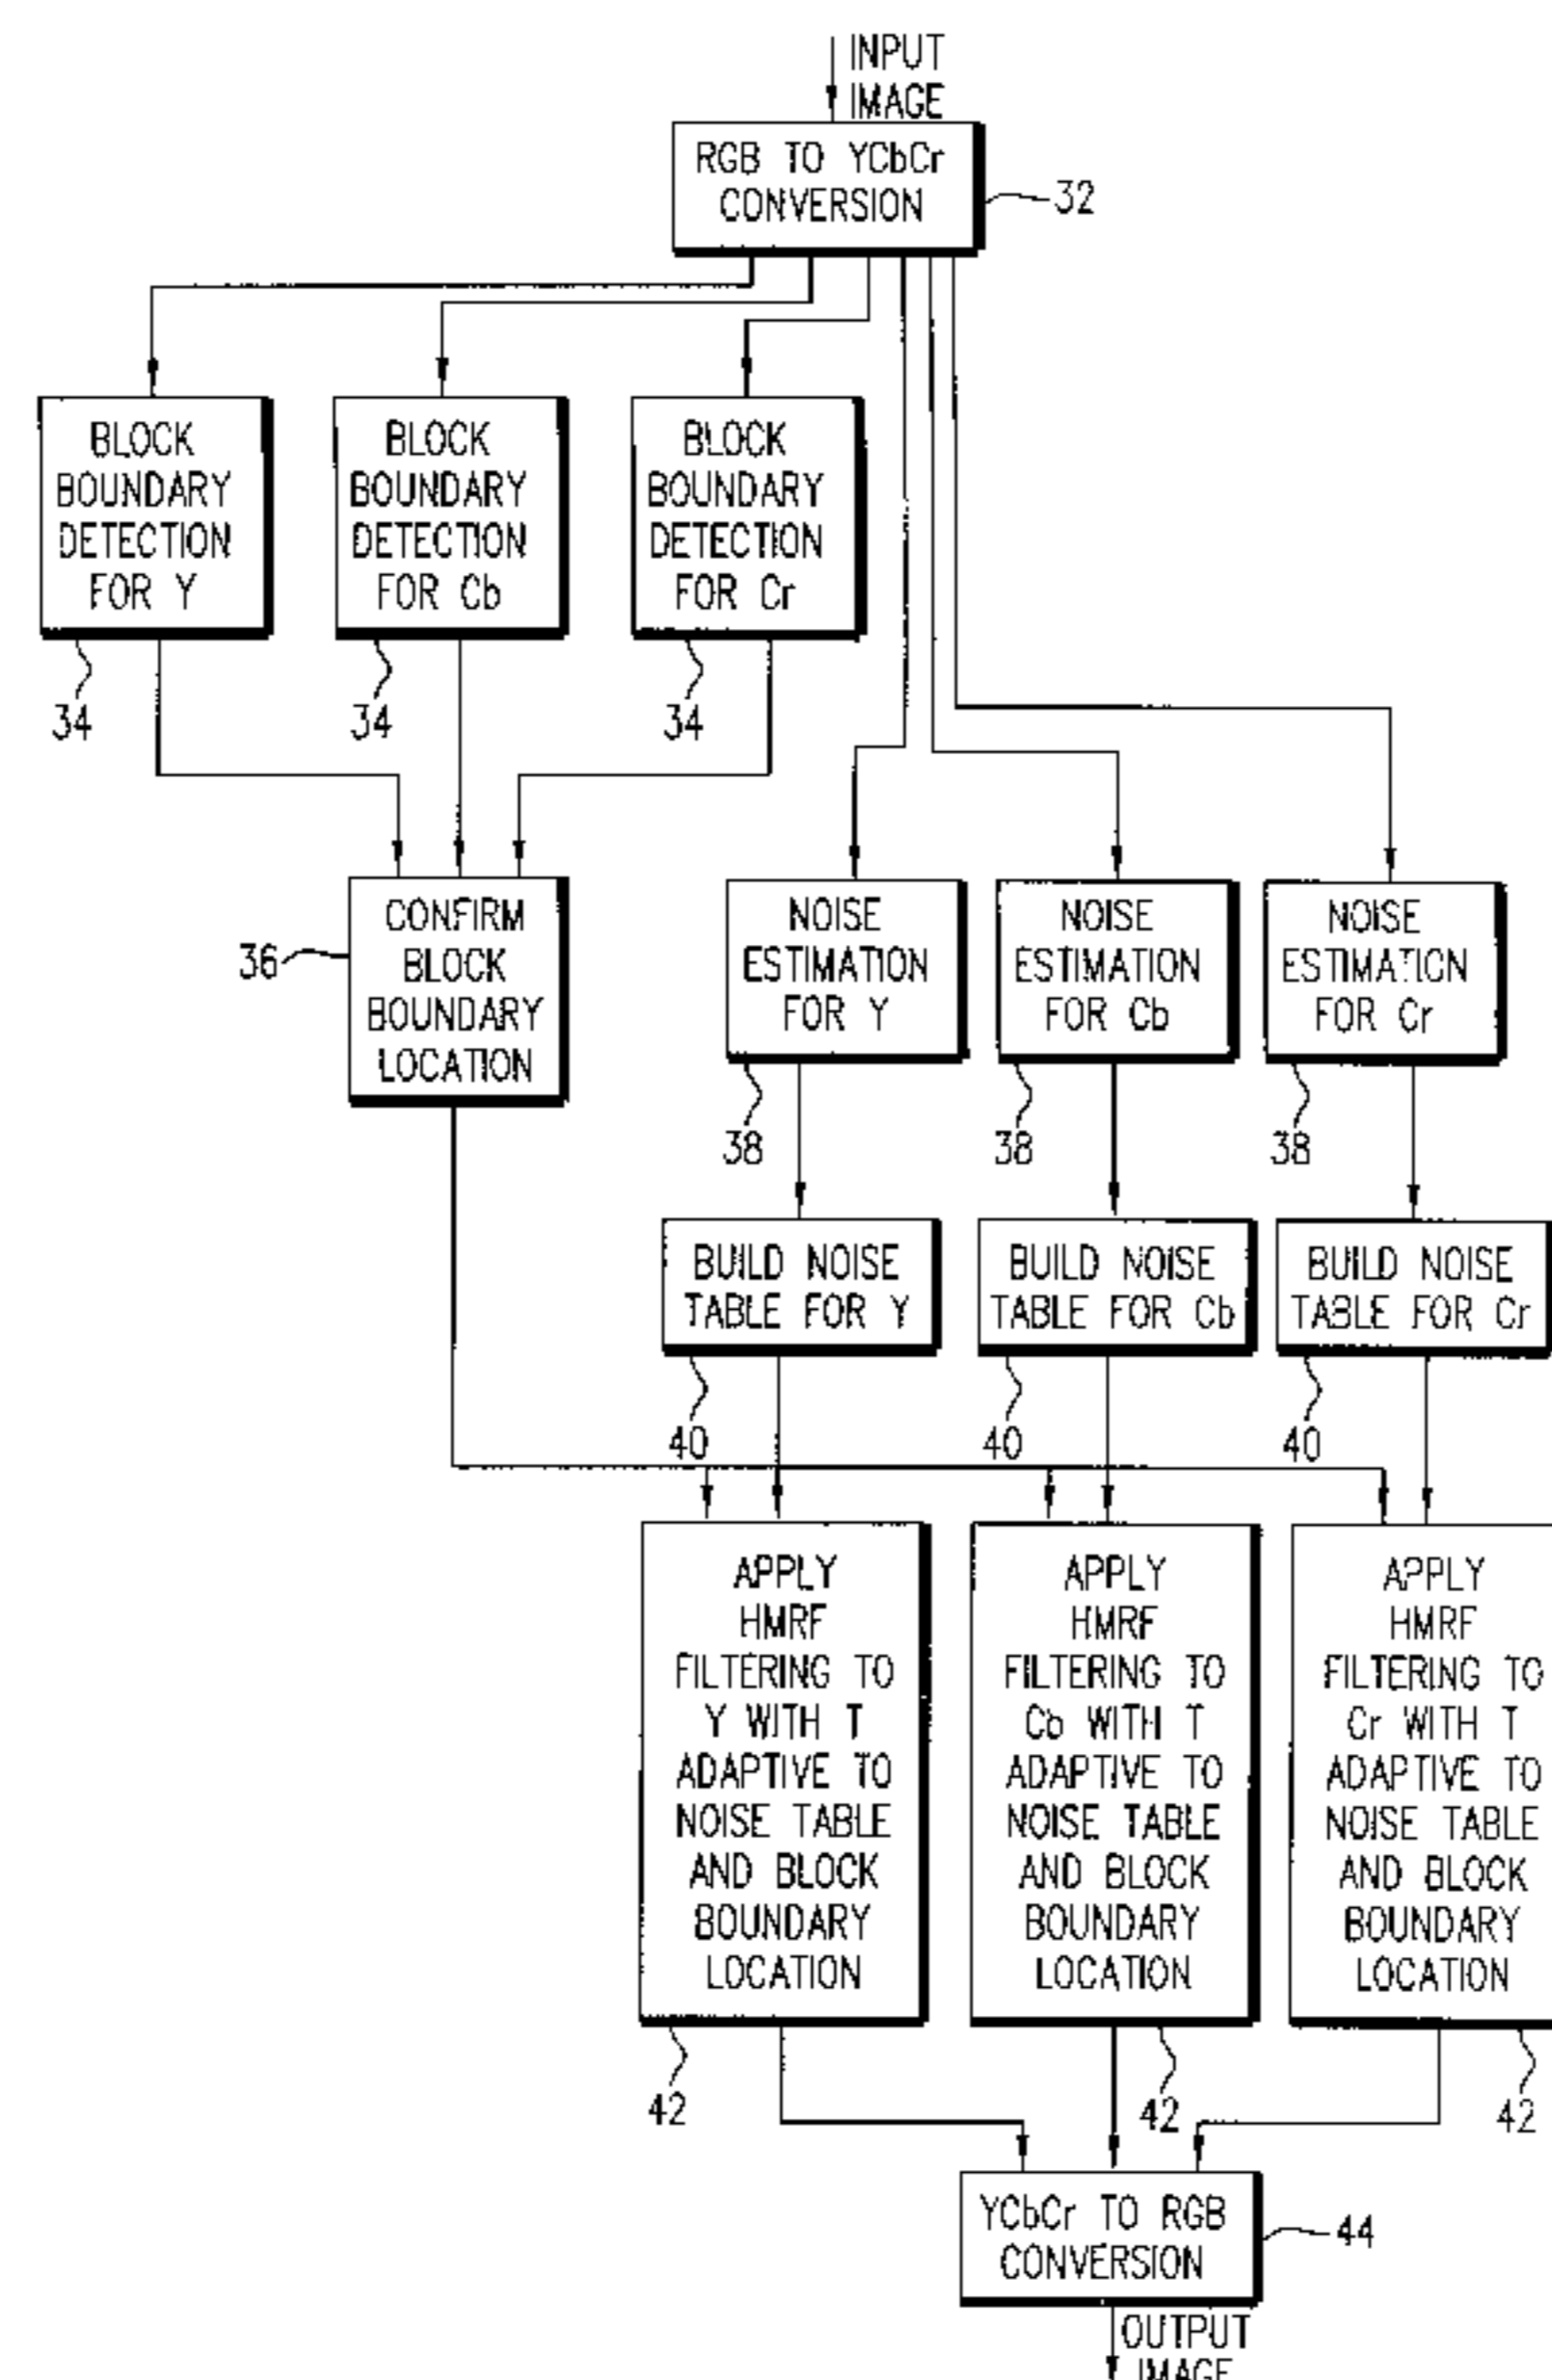 INPUT
IMAGE
RGB TO YCbCr
CONVERSION
32
BLOCK
BOUNDARY
DETECTION
FOR Y
34
BLOCK
BOUNDARY
DETECTION
FOR Cb
34
BLOCK
BOUNDARY
DETECTION
FOR Cr
34
36
CONFIRM
BLOCK
BOUNDARY
LOCATION
NOISE
ESTIMATION
FOR Y
38
NOISE
ESTIMATION
FOR Cb
38
NOISE
ESTIMATION
FOR Cr
38
BUILD NOISE
TABLE FOR Y
40
BUILD NOISE
TABLE FOR Cb
40
BUILD NOISE
TABLE FOR Cr
40
APPLY
HMRF
FILTERING TO
Y WITH T
ADAPTIVE TO
NOISE TABLE
AND BLOCK
BOUNDARY
LOCATION
42
APPLY
HMRF
FILTERING TO
Cb WITH T
ADAPTIVE TO
NOISE TABLE
AND BLOCK
BOUNDARY
LOCATION
42
APPLY
HMRF
FILTERING TO
Cr WITH T
ADAPTIVE TO
NOISE TABLE
AND BLOCK
BOUNDARY
LOCATION
42
YCbCr TO RGB
CONVERSION
44
OUTPUT
IMAGE